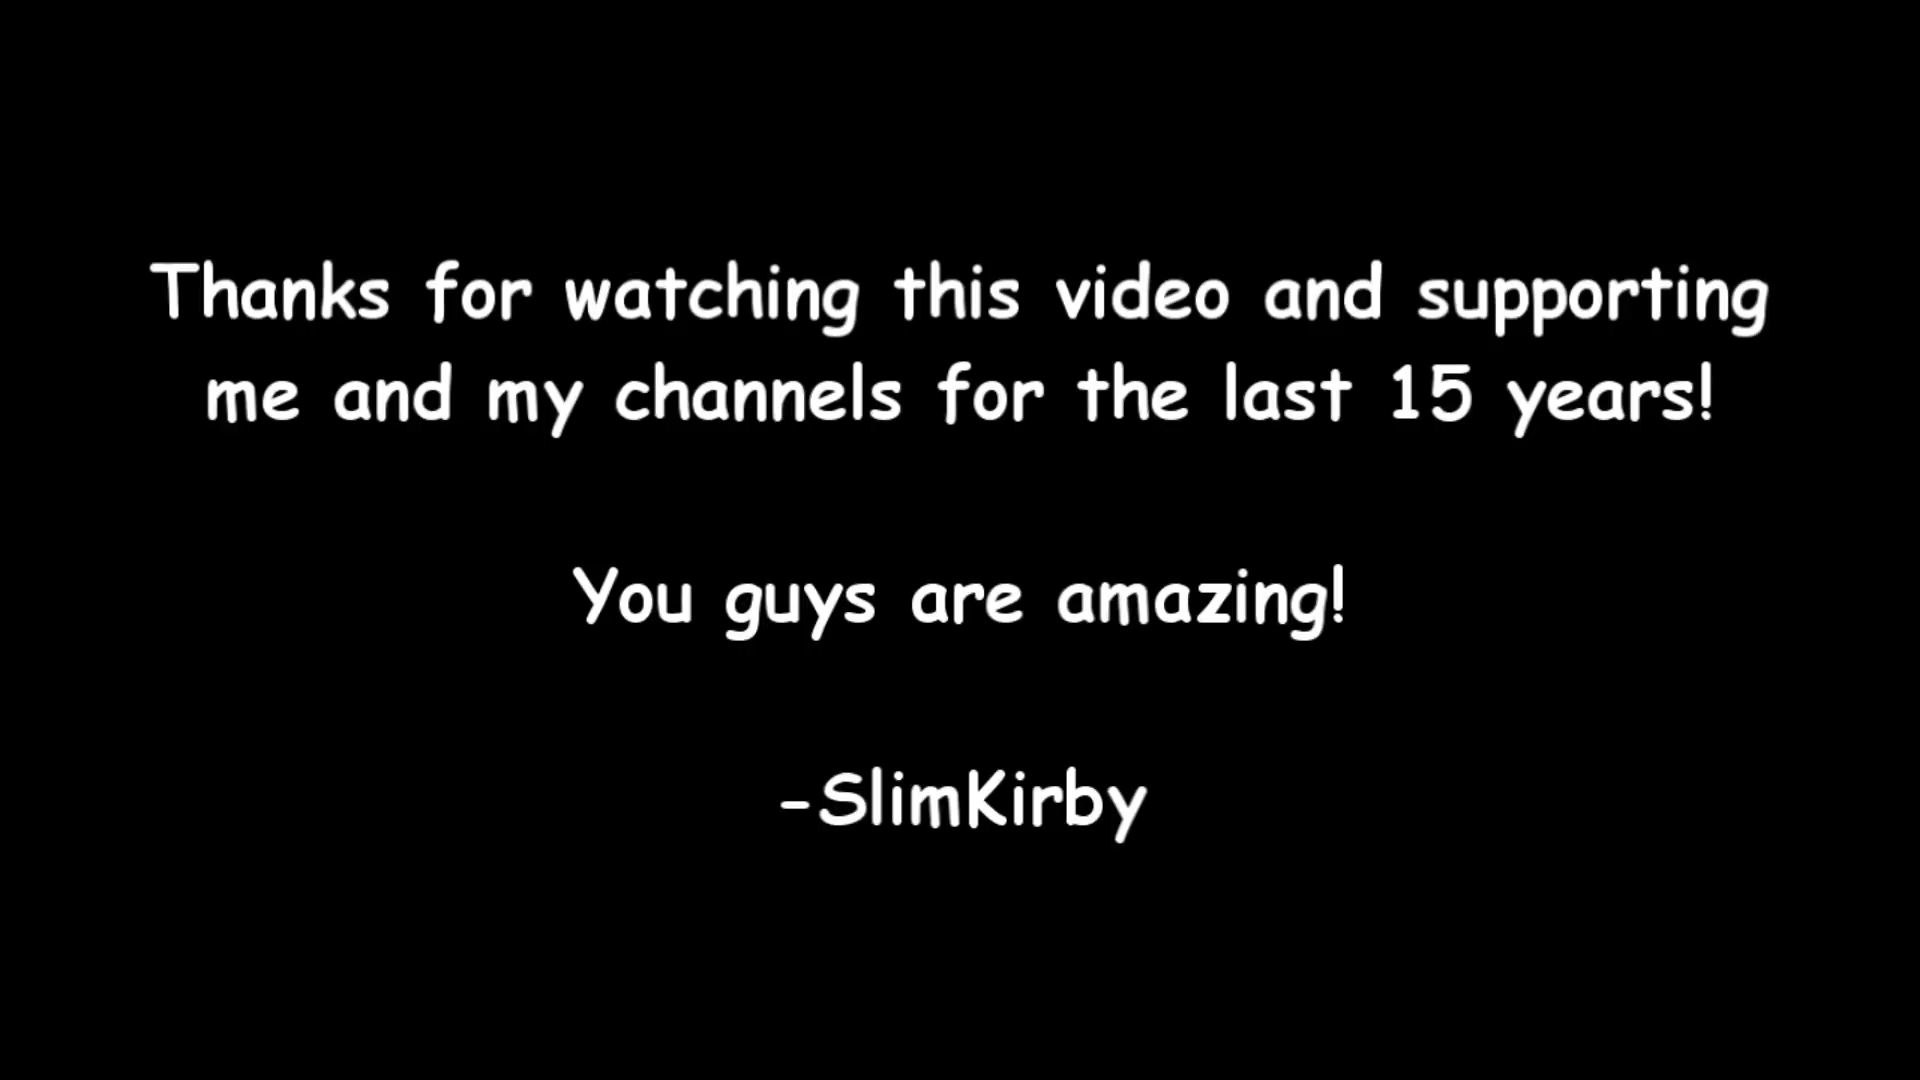 Thanks for watching this video and supporting
me and my channels for the last 15 years!
You guys are amazing!
-SlimKirby